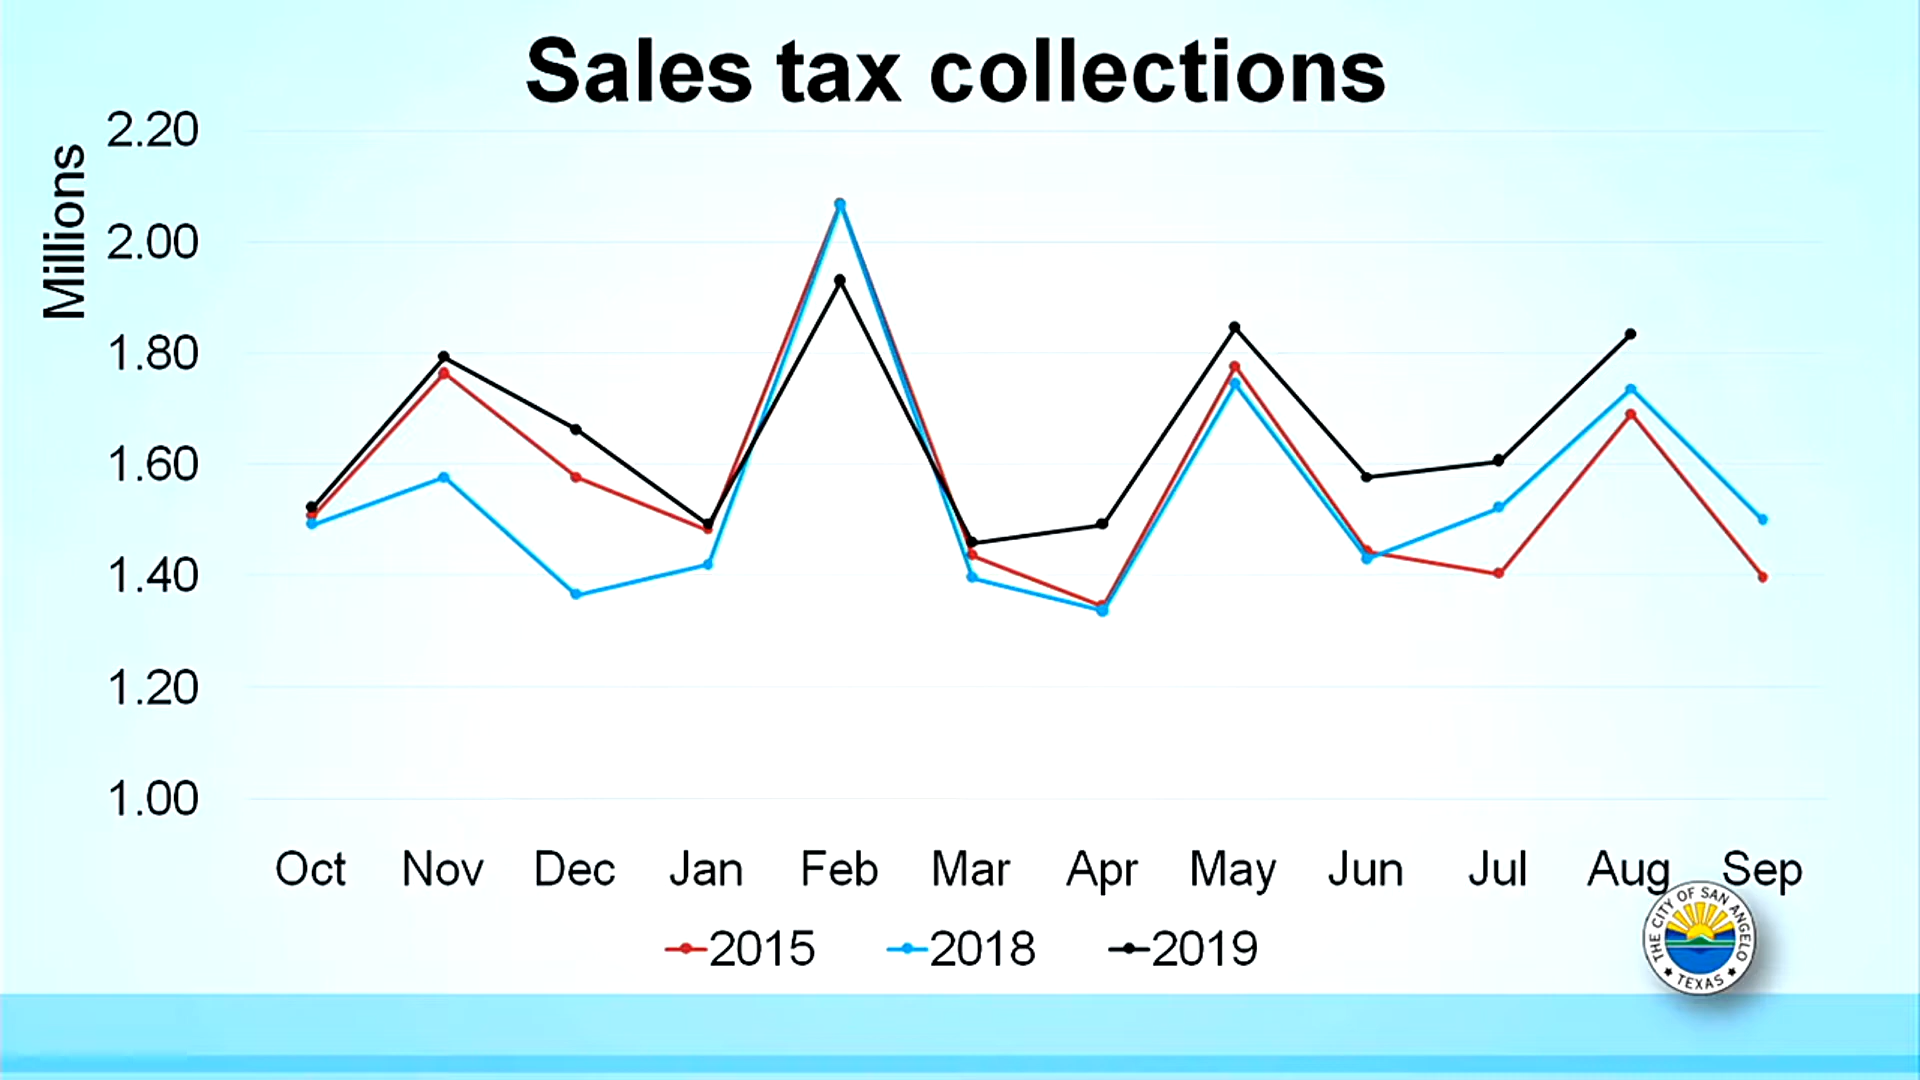 Sales tax collections
Millions
2.20
2.00
1.80
1.60
1.40
1.20
1.00
Oct Nov Dec Jan Feb Mar Apr May Jun Jul Aug Sep
2015 2018 2019
THE CITY OF SAN ANGELO
TEXAS